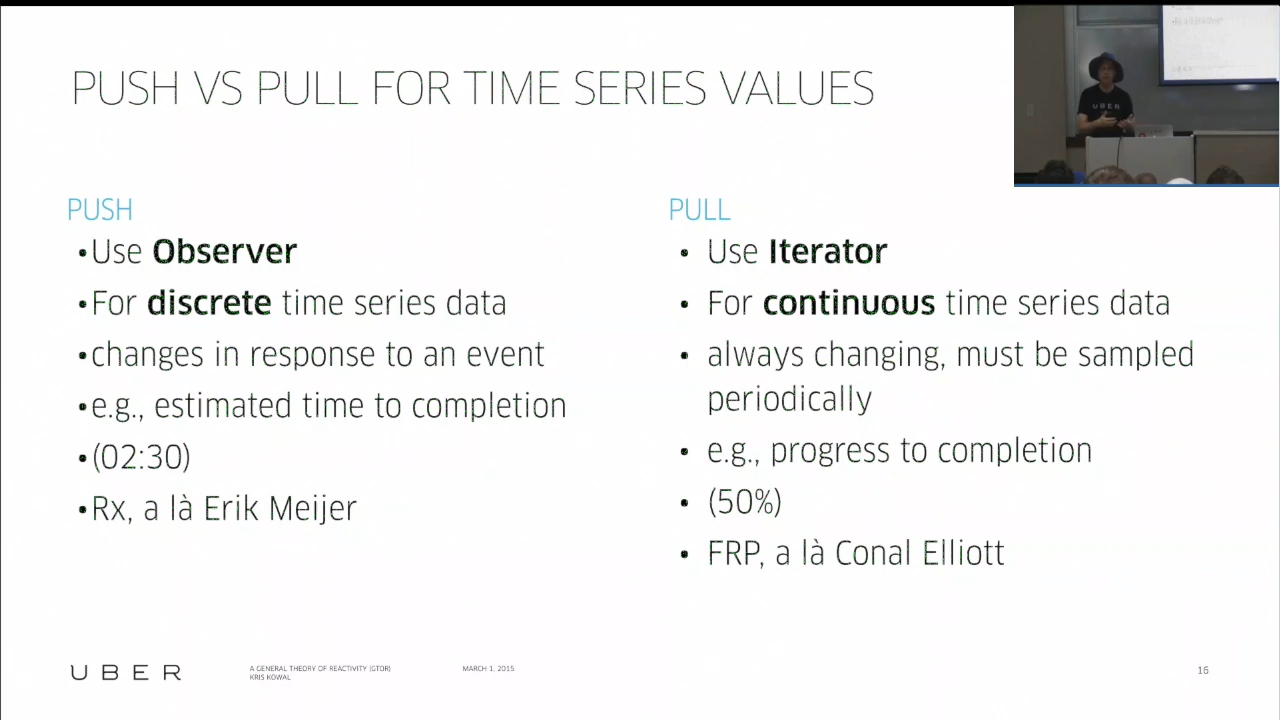 PUSH VS PULL FOR TIME SERIES VALUES
PUSH
•Use Observer
•For discrete time series data
•changes in response to an event
•e.g., estimated time to completion
•(02:30)
•Rx, a là Erik Meijer
PULL
• Use Iterator
• For continuous time series data
• always changing, must be sampled
periodically
• e.g., progress to completion
• (50%)
• FRP, a là Conal Elliott
UBER
UBER
A GENERAL THEORY OF REACTIVITY (GTOR)
KRIS KOWAL
MARCH 1, 2015
16